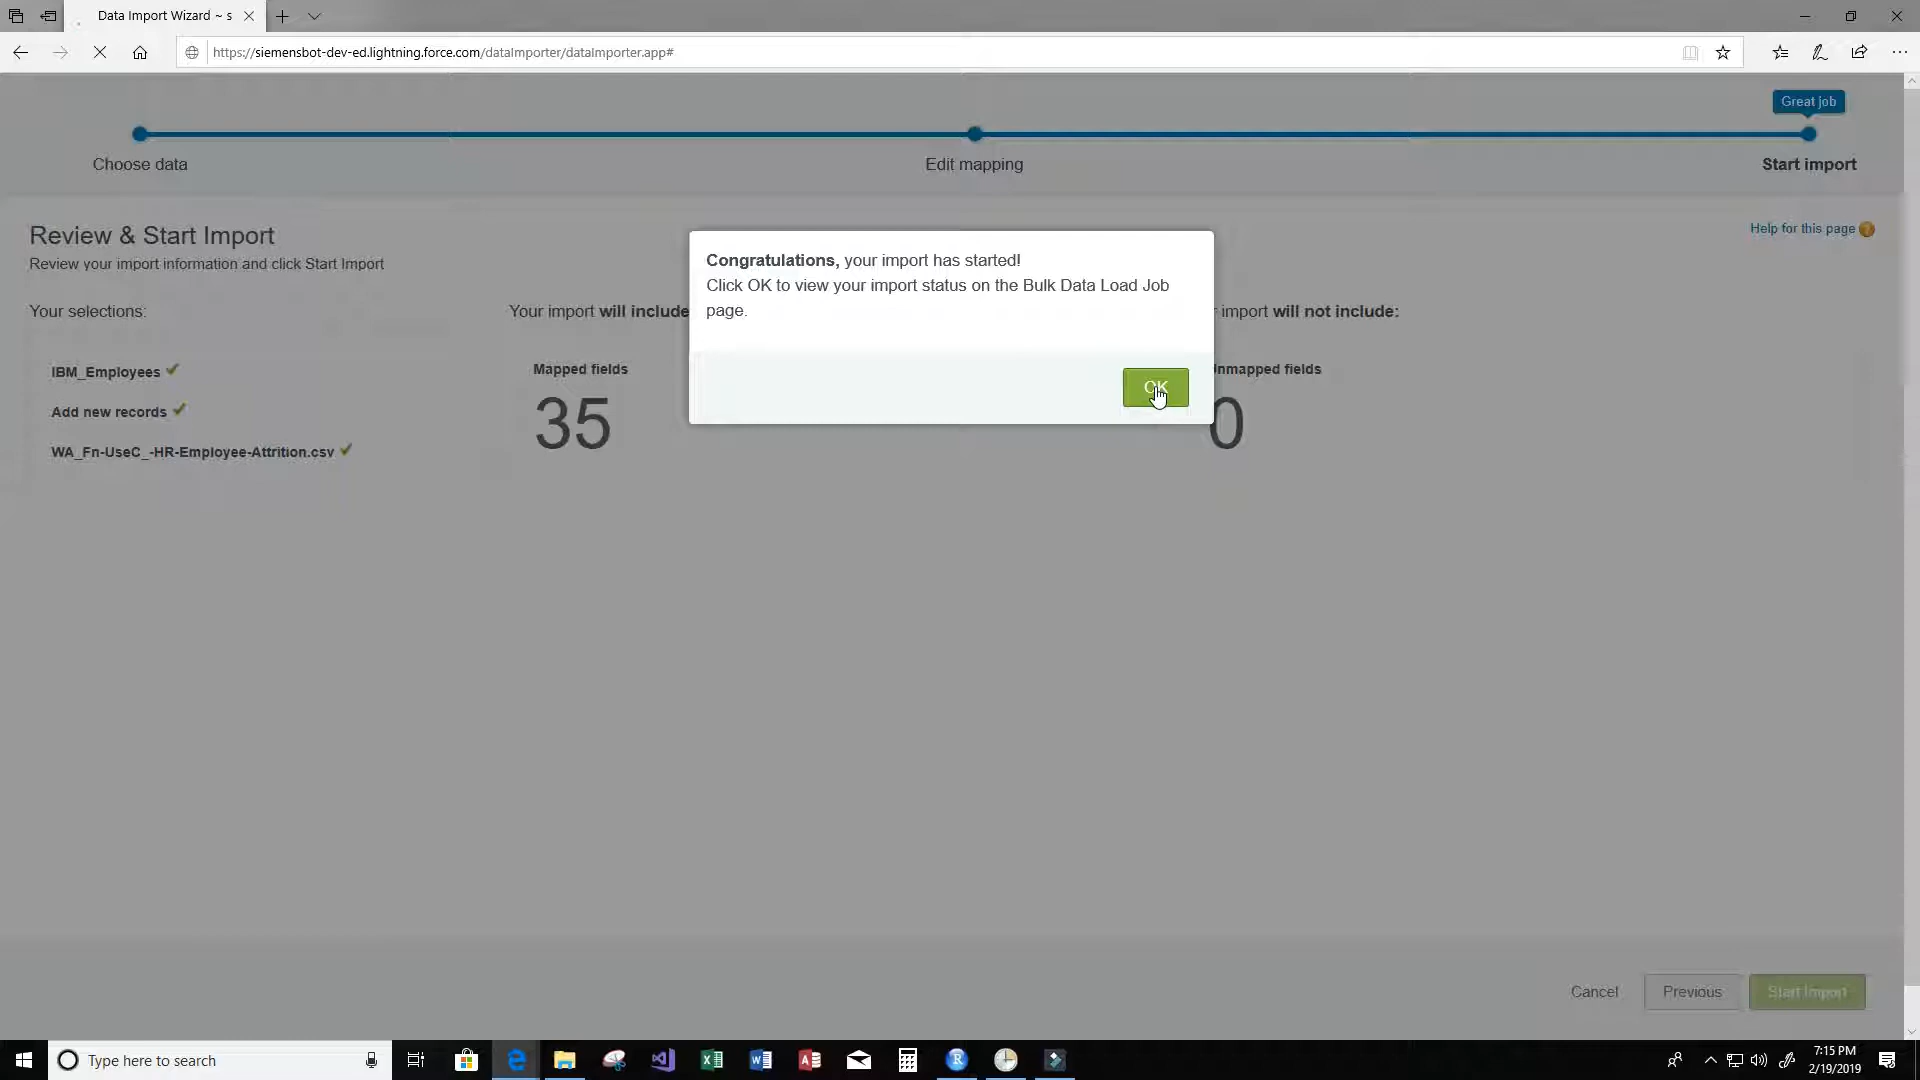 Data Import Wizard ~ s
https://siemensbot-dev-ed.lightning.force.com/dataImporter/dataImporter.app#
Great job
Choose data
Edit mapping
Start import
Review & Start Import
Help for this page
Review your import information and click Start Import
Congratulations, your import has started!
Click OK to view your import status on the Bulk Data Load Job
page.
OK
Your selections:
Your import will include
import will not include:
IBM_Employees
Add new records
WA_Fn-UseC_-HR-Employee-Attrition.csv
Mapped fields
35
nmapped fields
0
Cancel
Previous
Start Import
Type here to search
7:15 PM
2/19/2019